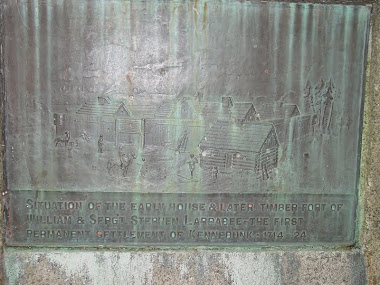 SITUATION OF THE EARLY HOUSE & LATER TIMBER FORT OF
WILLIAM & SERGT STEPHEN LARRABEE–THE FIRST
PERMANENT SETTLEMENT OF KENNEBUNK 1714–24